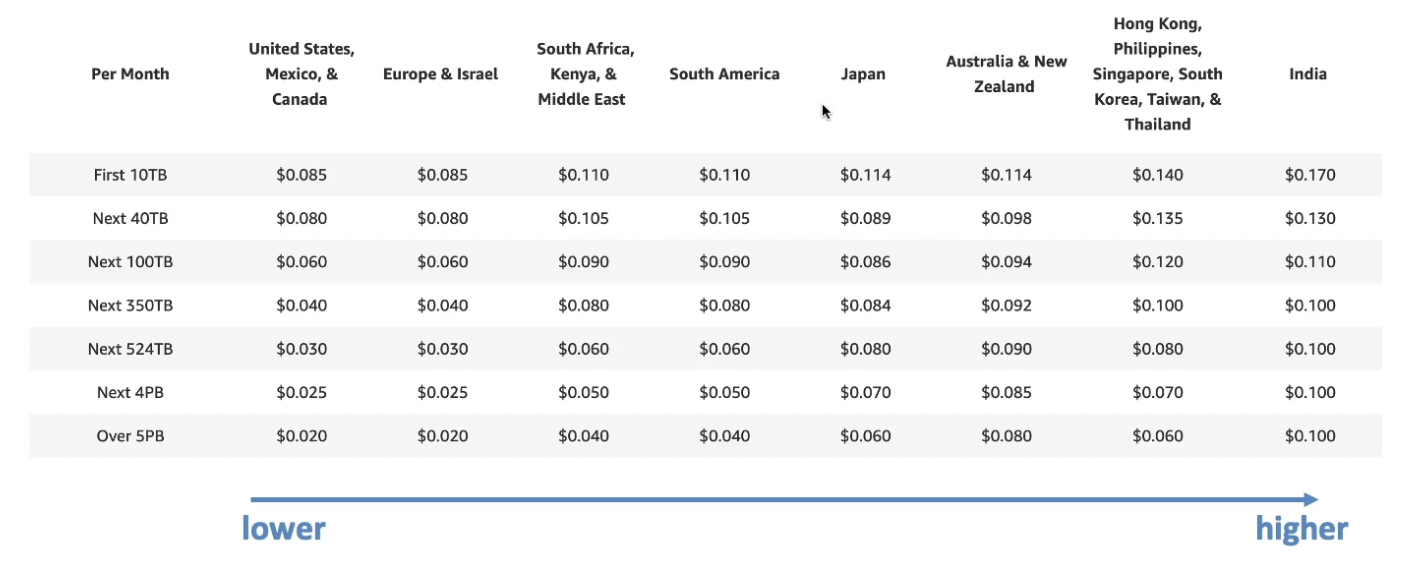 Per Month
United States,
Mexico, &
Canada
Europe & Israel
South Africa,
Kenya, &
Middle East
South America
Japan
Australia & New
Zealand
Hong Kong,
Philippines,
Singapore, South
Korea, Taiwan, &
Thailand
India
First 10TB $0.085 $0.085 $0.110 $0.110 $0.114 $0.114 $0.140 $0.170
Next 40TB $0.080 $0.080 $0.105 $0.105 $0.089 $0.098 $0.135 $0.130
Next 100TB $0.060 $0.060 $0.090 $0.090 $0.086 $0.094 $0.120 $0.110
Next 350TB $0.040 $0.040 $0.080 $0.080 $0.084 $0.092 $0.100 $0.100
Next 524TB $0.030 $0.030 $0.060 $0.060 $0.080 $0.090 $0.080 $0.100
Next 4PB $0.025 $0.025 $0.050 $0.050 $0.070 $0.085 $0.070 $0.100
Over 5PB $0.020 $0.020 $0.040 $0.040 $0.060 $0.080 $0.060 $0.100
lower higher